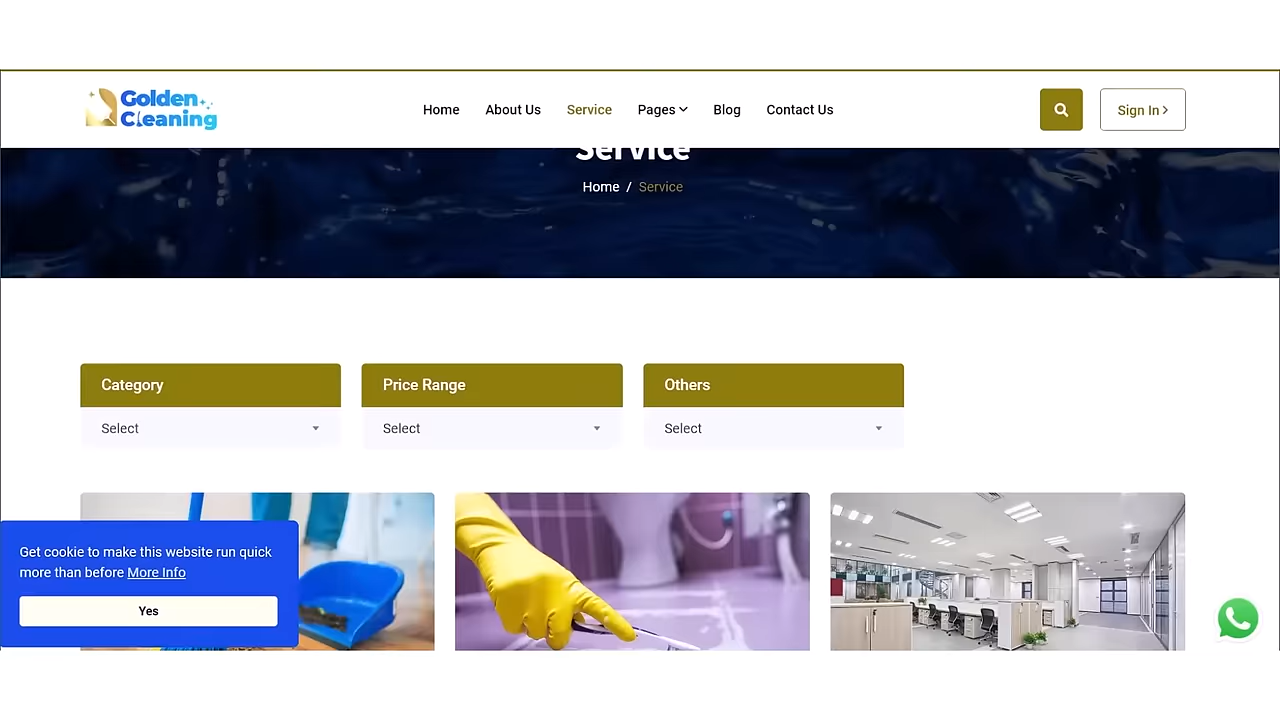 Golden
Cleaning
Home
About Us
Service
Pages
Blog
Contact Us
Sign In
Service
Home / Service
Category
Price Range
Others
Select
Select
Select
Get cookie to make this website run quick
more than before More Info
Yes